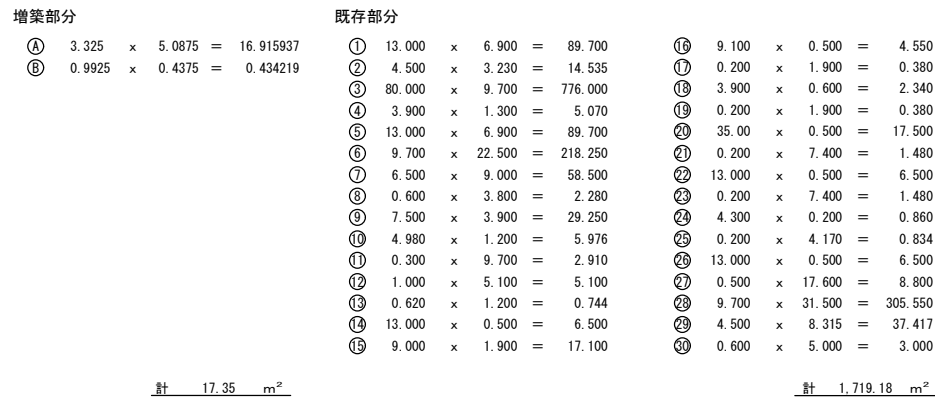 増築部分
Ⓐ 3.325 x 5.0875 = 16.915937
Ⓑ 0.9925 x 0.4375 = 0.434219
計 17.35 m²
既存部分
① 13.000 x 6.900 = 89.700
② 4.500 x 3.230 = 14.535
③ 80.000 x 9.700 = 776.000
④ 3.900 x 1.300 = 5.070
⑤ 13.000 x 6.900 = 89.700
⑥ 9.700 x 22.500 = 218.250
⑦ 6.500 x 9.000 = 58.500
⑧ 0.600 x 3.800 = 2.280
⑨ 7.500 x 3.900 = 29.250
⑩ 4.980 x 1.200 = 5.976
⑪ 0.300 x 9.700 = 2.910
⑫ 1.000 x 5.100 = 5.100
⑬ 0.620 x 1.200 = 0.744
⑭ 13.000 x 0.500 = 6.500
⑮ 9.000 x 1.900 = 17.100
⑯ 9.100 x 0.500 = 4.550
⑰ 0.200 x 1.900 = 0.380
⑱ 3.900 x 0.600 = 2.340
⑲ 0.200 x 1.900 = 0.380
⑳ 35.00 x 0.500 = 17.500
㉑ 0.200 x 7.400 = 1.480
㉒ 13.000 x 0.500 = 6.500
㉓ 0.200 x 7.400 = 1.480
㉔ 4.300 x 0.200 = 0.860
㉕ 0.200 x 4.170 = 0.834
㉖ 13.000 x 0.500 = 6.500
㉗ 0.500 x 17.600 = 8.800
㉘ 9.700 x 31.500 = 305.550
㉙ 4.500 x 8.315 = 37.417
㉚ 0.600 x 5.000 = 3.000
計 1,719.18 m²